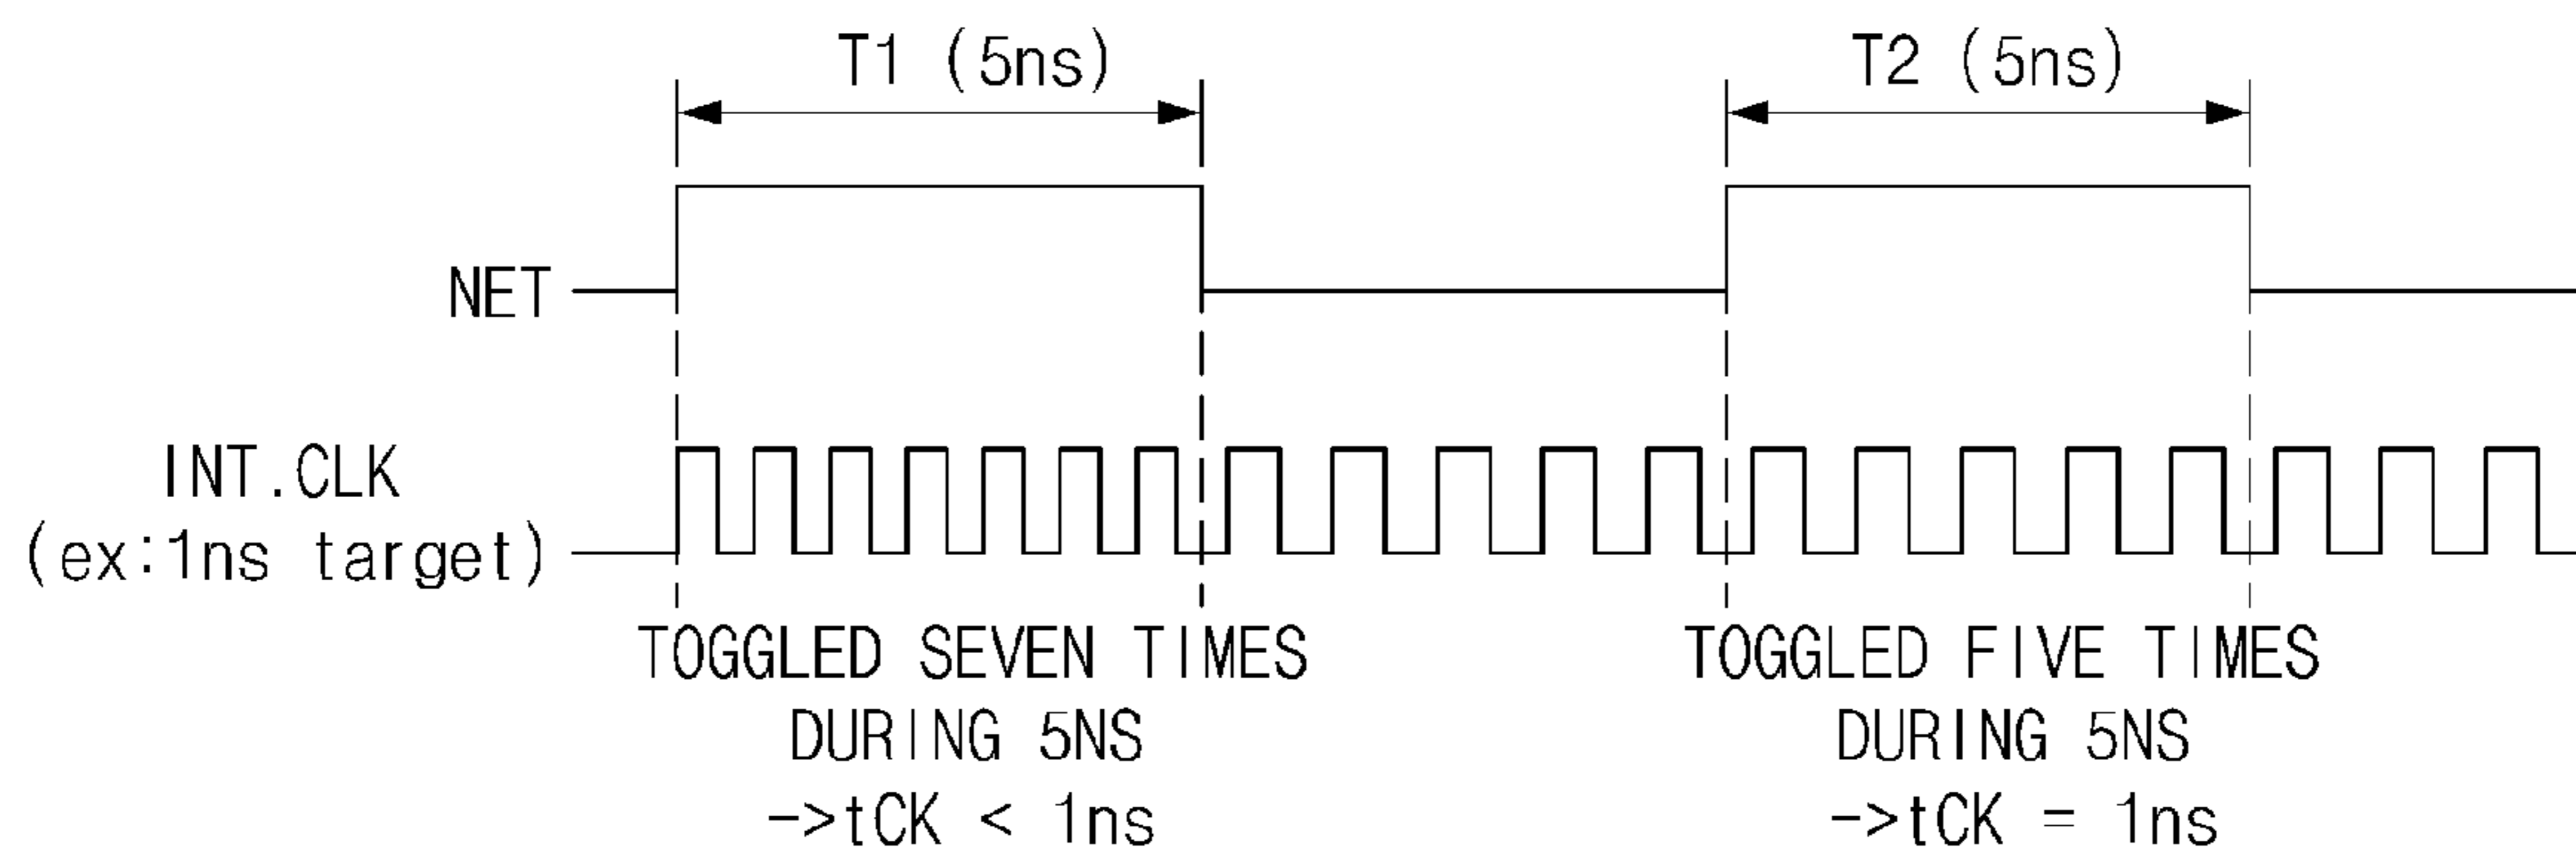 T1 (5ns)
T2 (5ns)
NET
INT.CLK
(ex:1ns target)
TOGGLED SEVEN TIMES
DURING 5NS
->tCK < 1ns
TOGGLED FIVE TIMES
DURING 5NS
->tCK = 1ns